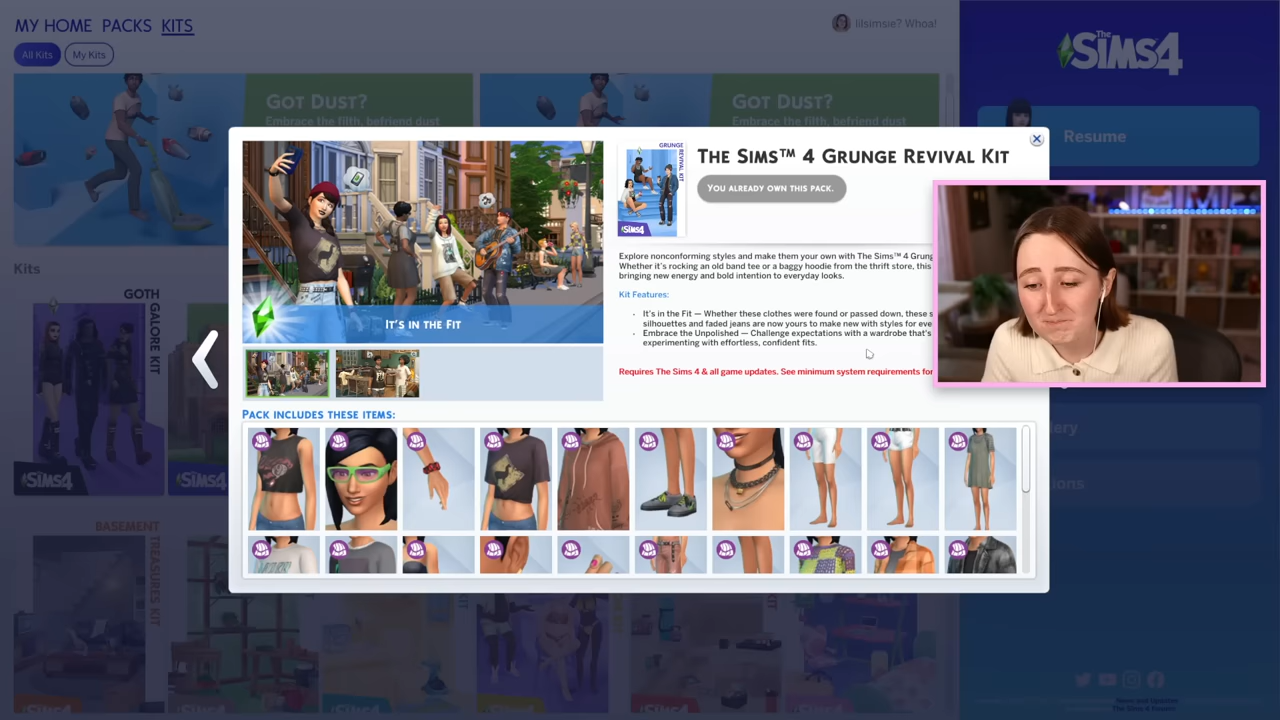 MY HOME PACKS KITS
lilsimsie? Whoa!
All Kits My Kits
GOT DUST?
Embrace the filth, befriend dust
GOT DUST?
Embrace the filth, befriend dust
THE SIMS 4
Resume
Kits
GOTH
GALORE KIT
SIMS4
BASEMENT
TREASURES KIT
IT'S IN THE FIT
GRUNGE
REVIVAL KIT
SIMS4
THE SIMS™ 4 GRUNGE REVIVAL KIT
YOU ALREADY OWN THIS PACK.
Explore nonconforming styles and make them your own with The Sims™ 4 Grung
Whether it's rocking an old band tee or a baggy hoodie from the thrift store, this
bringing new energy and bold intention to everyday looks.
Kit Features:
· It's in the Fit — Whether these clothes were found or passed down, these s
silhouettes and faded jeans are now yours to make new with styles for eve
· Embrace the Unpolished — Challenge expectations with a wardrobe that's
experimenting with effortless, confident fits.
Requires The Sims 4 & all game updates. See minimum system requirements for
PACK INCLUDES THESE ITEMS:
lery
ions